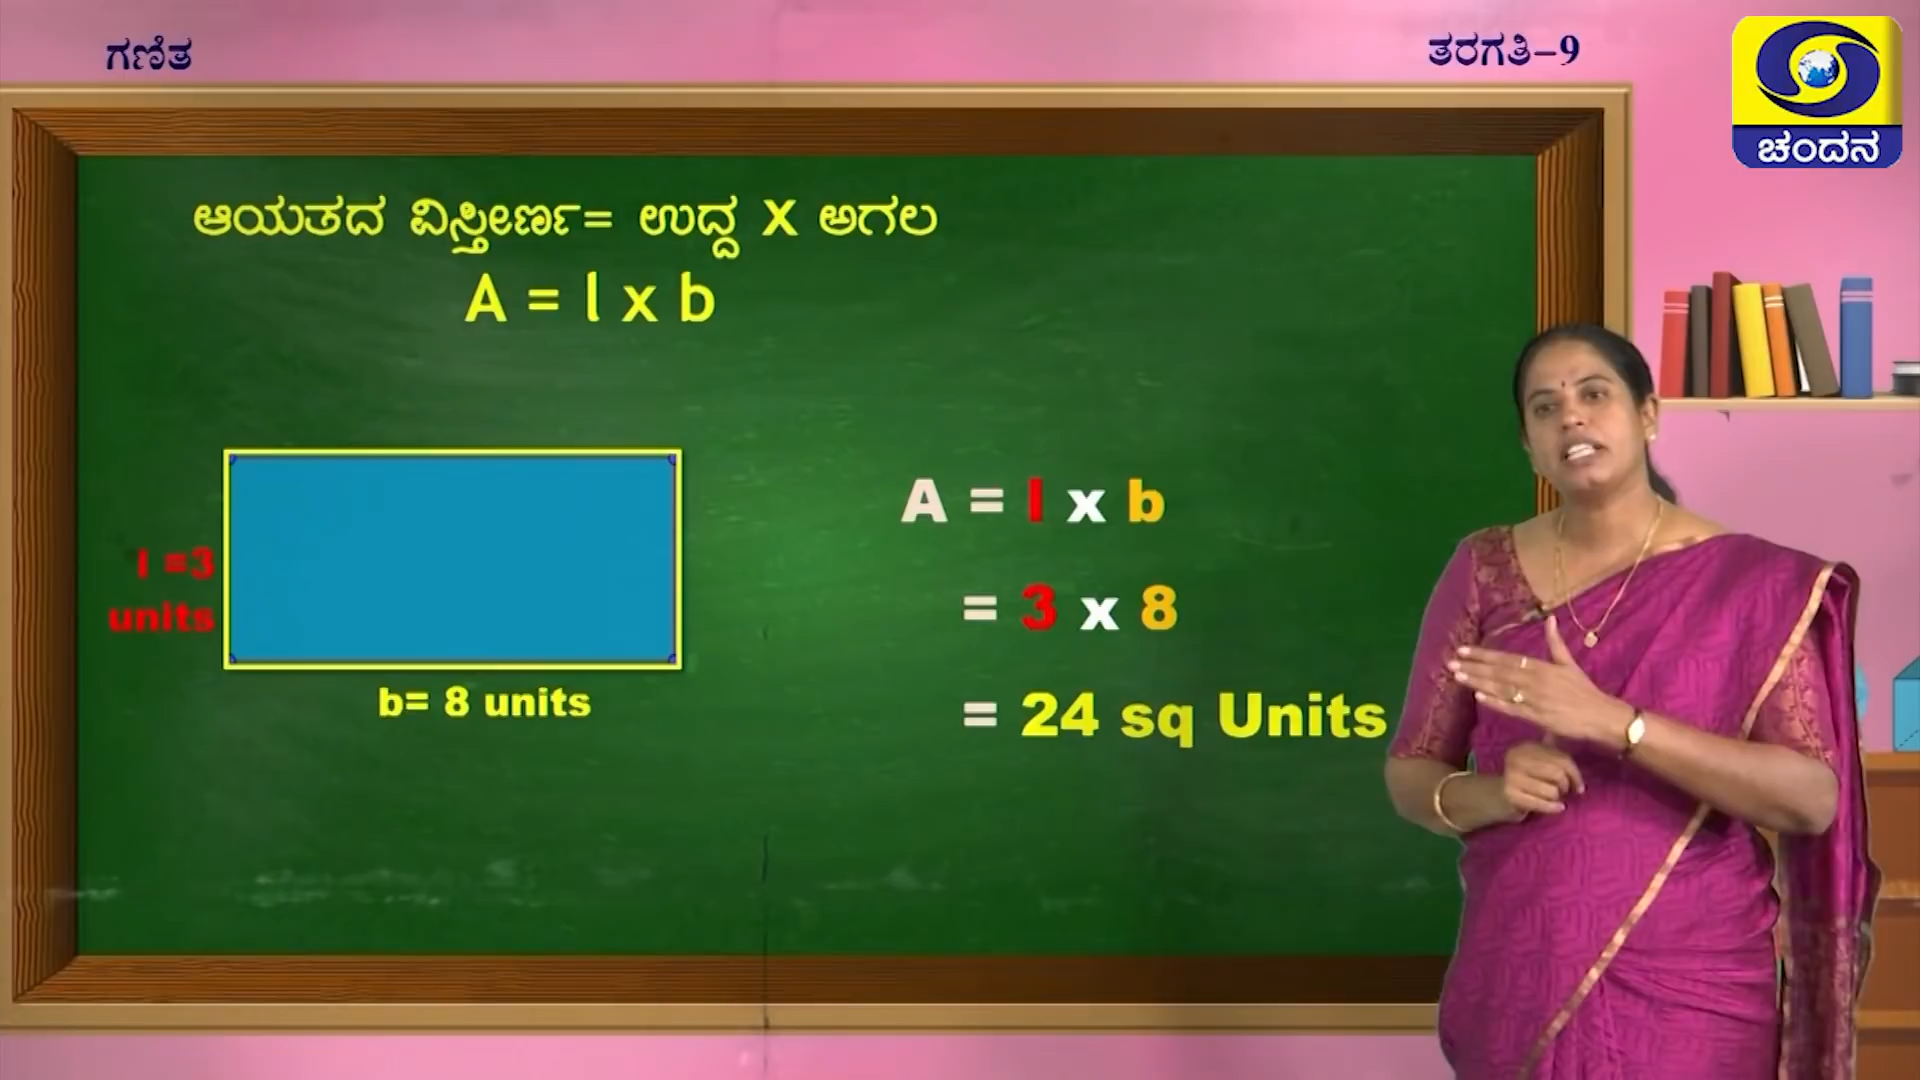 ಗಣಿತ
ತರಗತಿ-9
ಚಂದನ
ಆಯತದ ವಿಸ್ತೀರ್ಣ= ಉದ್ದ X ಅಗಲ
A = l x b
l =3
units
b= 8 units
A = l x b
= 3 x 8
= 24 sq Units